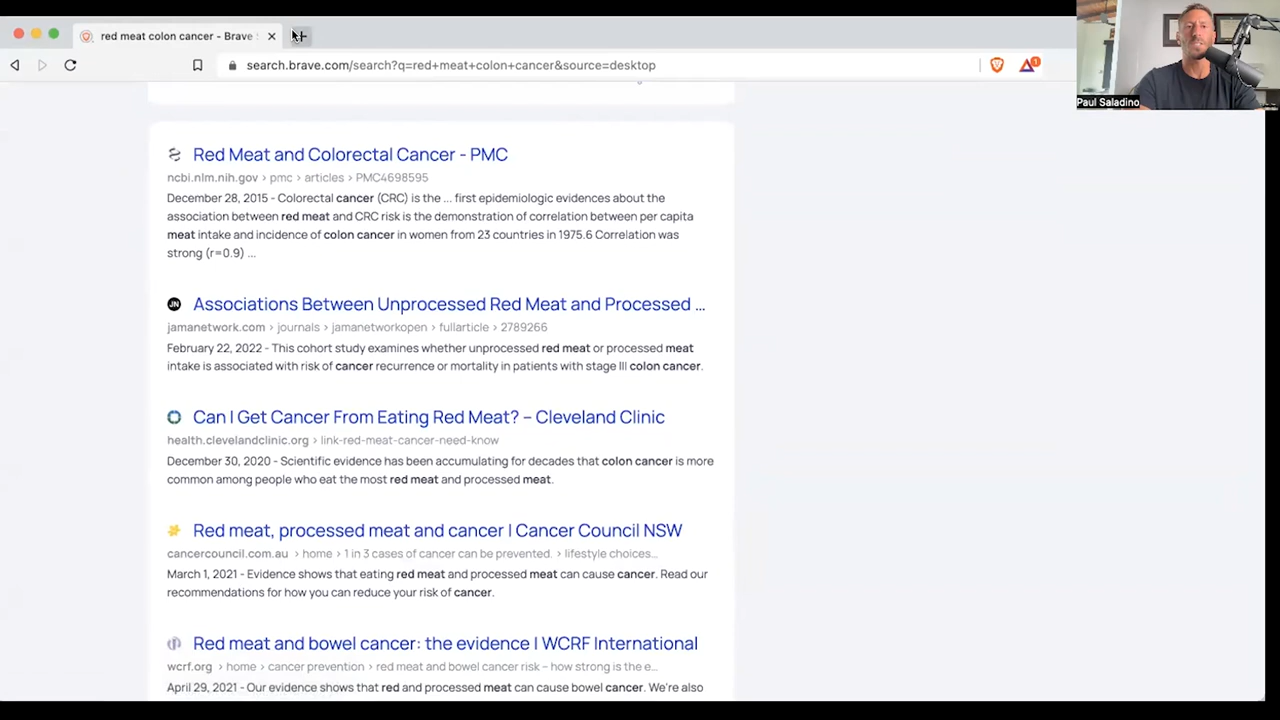 red meat colon cancer - Brave
search.brave.com/search?q=red+meat+colon+cancer&source=desktop
1
Paul Saladino
Red Meat and Colorectal Cancer - PMC
ncbi.nlm.nih.gov › pmc › articles › PMC4698595
December 28, 2015 - Colorectal cancer (CRC) is the ... first epidemiologic evidences about the
association between red meat and CRC risk is the demonstration of correlation between per capita
meat intake and incidence of colon cancer in women from 23 countries in 1975.6 Correlation was
strong (r=0.9) ...
JN
Associations Between Unprocessed Red Meat and Processed ...
jamanetwork.com › journals › jamanetworkopen › fullarticle › 2789266
February 22, 2022 - This cohort study examines whether unprocessed red meat or processed meat
intake is associated with risk of cancer recurrence or mortality in patients with stage III colon cancer.
Can I Get Cancer From Eating Red Meat? – Cleveland Clinic
health.clevelandclinic.org › link-red-meat-cancer-need-know
December 30, 2020 - Scientific evidence has been accumulating for decades that colon cancer is more
common among people who eat the most red meat and processed meat.
Red meat, processed meat and cancer | Cancer Council NSW
cancercouncil.com.au › home › 1 in 3 cases of cancer can be prevented. › lifestyle choices...
March 1, 2021 - Evidence shows that eating red meat and processed meat can cause cancer. Read our
recommendations for how you can reduce your risk of cancer.
Red meat and bowel cancer: the evidence | WCRF International
wcrf.org › home › cancer prevention › red meat and bowel cancer risk – how strong is the e...
April 29, 2021 - Our evidence shows that red and processed meat can cause bowel cancer. We're also